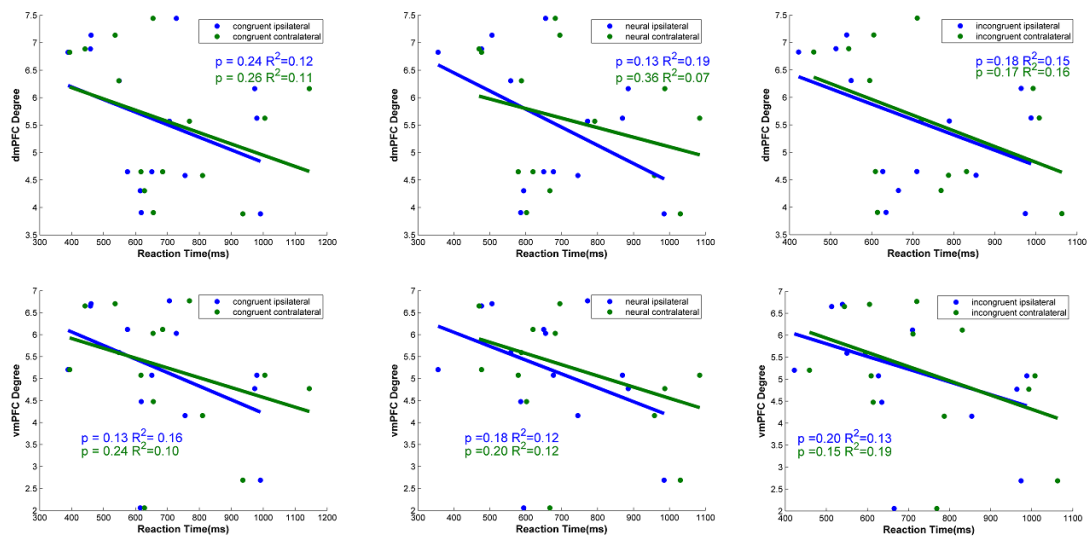 7.5
7
6.5
6
5.5
5
4.5
4
3.5
dmPFC Degree
congruent ipsilateral
congruent contralateral
p = 0.24 R²=0.12
p = 0.26 R²=0.11
300 400 500 600 700 800 900 1000 1100 1200
Reaction Time(ms)
7.5
7
6.5
6
5.5
5
4.5
4
3.5
dmPFC Degree
neural ipsilateral
neural contralateral
p =0.13 R²=0.19
p =0.36 R²=0.07
300 400 500 600 700 800 900 1000 1100
Reaction Time(ms)
7.5
7
6.5
6
5.5
5
4.5
4
3.5
dmPFC Degree
incongruent ipsilateral
incongruent contralateral
p =0.18 R²=0.15
p =0.17 R²=0.16
400 500 600 700 800 900 1000 1100
Reaction Time(ms)
7
6.5
6
5.5
5
4.5
4
3.5
3
2.5
2
vmPFC Degree
congruent ipsilateral
congruent contralateral
p = 0.13 R²= 0.16
p = 0.24 R²= 0.10
300 400 500 600 700 800 900 1000 1100 1200
Reaction Time(ms)
7
6.5
6
5.5
5
4.5
4
3.5
3
2.5
2
vmPFC Degree
neural ipsilateral
neural contralateral
p =0.18 R²=0.12
p =0.20 R²=0.12
300 400 500 600 700 800 900 1000 1100
Reaction Time(ms)
7
6.5
6
5.5
5
4.5
4
3.5
3
2.5
2
vmPFC Degree
incongruent ipsilateral
incongruent contralateral
p =0.20 R²=0.13
p =0.15 R²=0.19
400 500 600 700 800 900 1000 1100
Reaction Time(ms)